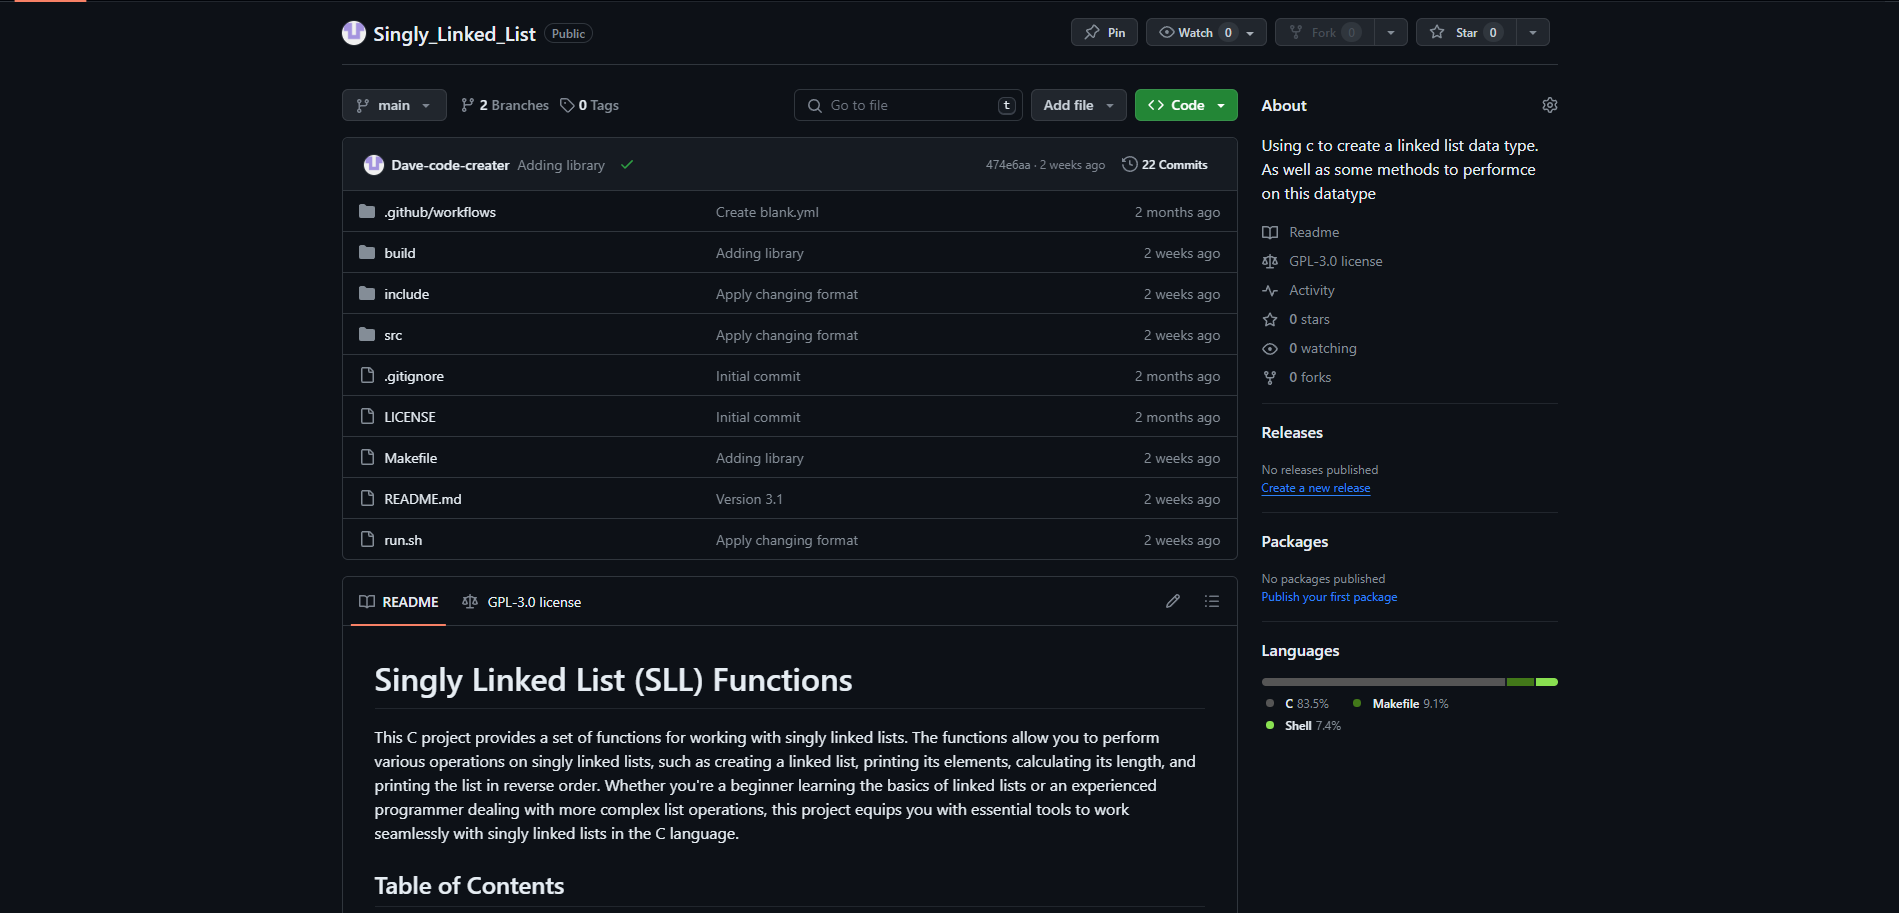 Singly_Linked_List Public Pin Watch 0 Fork 0 Star 0
main 2 Branches 0 Tags Go to file t Add file Code
Dave-code-creater Adding library 474e6aa · 2 weeks ago 22 Commits
.github/workflows Create blank.yml 2 months ago
build Adding library 2 weeks ago
include Apply changing format 2 weeks ago
src Apply changing format 2 weeks ago
.gitignore Initial commit 2 months ago
LICENSE Initial commit 2 months ago
Makefile Adding library 2 weeks ago
README.md Version 3.1 2 weeks ago
run.sh Apply changing format 2 weeks ago
README GPL-3.0 license
Singly Linked List (SLL) Functions
This C project provides a set of functions for working with singly linked lists. The functions allow you to perform
various operations on singly linked lists, such as creating a linked list, printing its elements, calculating its length, and
printing the list in reverse order. Whether you're a beginner learning the basics of linked lists or an experienced
programmer dealing with more complex list operations, this project equips you with essential tools to work
seamlessly with singly linked lists in the C language.
Table of Contents
About
Using c to create a linked list data type.
As well as some methods to performce
on this datatype
Readme
GPL-3.0 license
Activity
0 stars
0 watching
0 forks
Releases
No releases published
Create a new release
Packages
No packages published
Publish your first package
Languages
C 83.5% Makefile 9.1%
Shell 7.4%